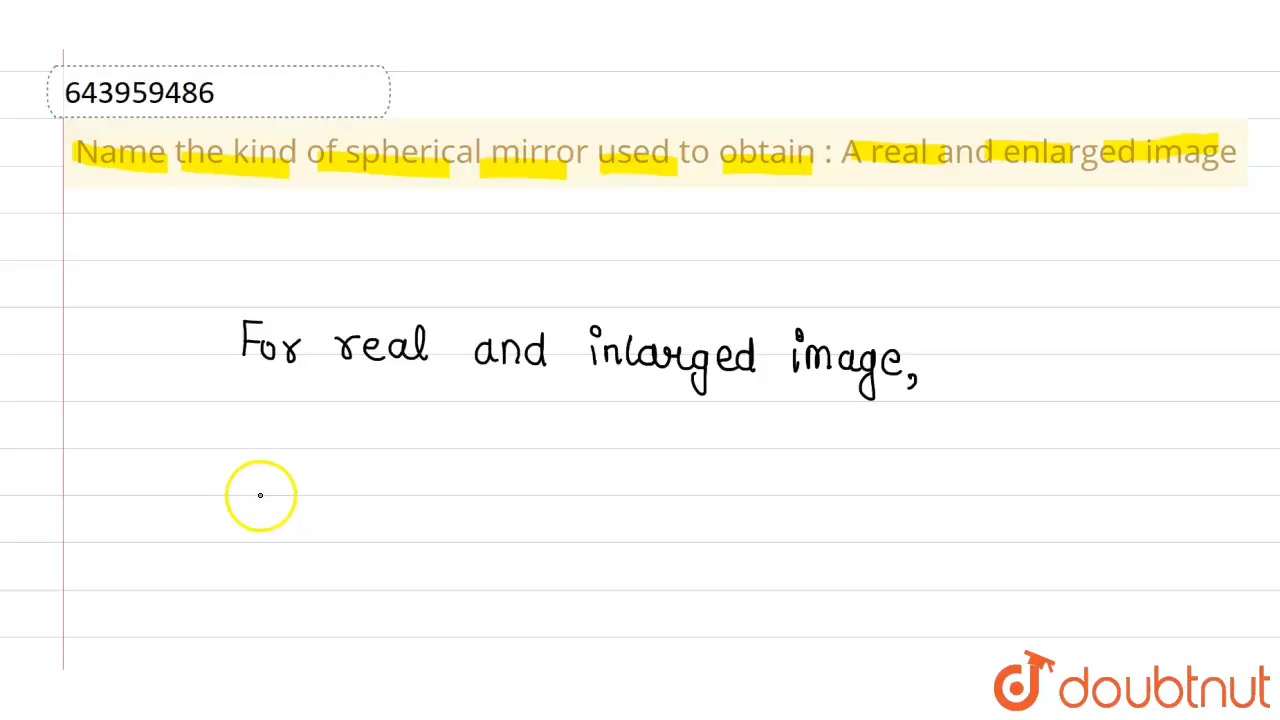 643959486
Name the kind of spherical mirror used to obtain : A real and enlarged image
For real and inlarged image,
doubtnut